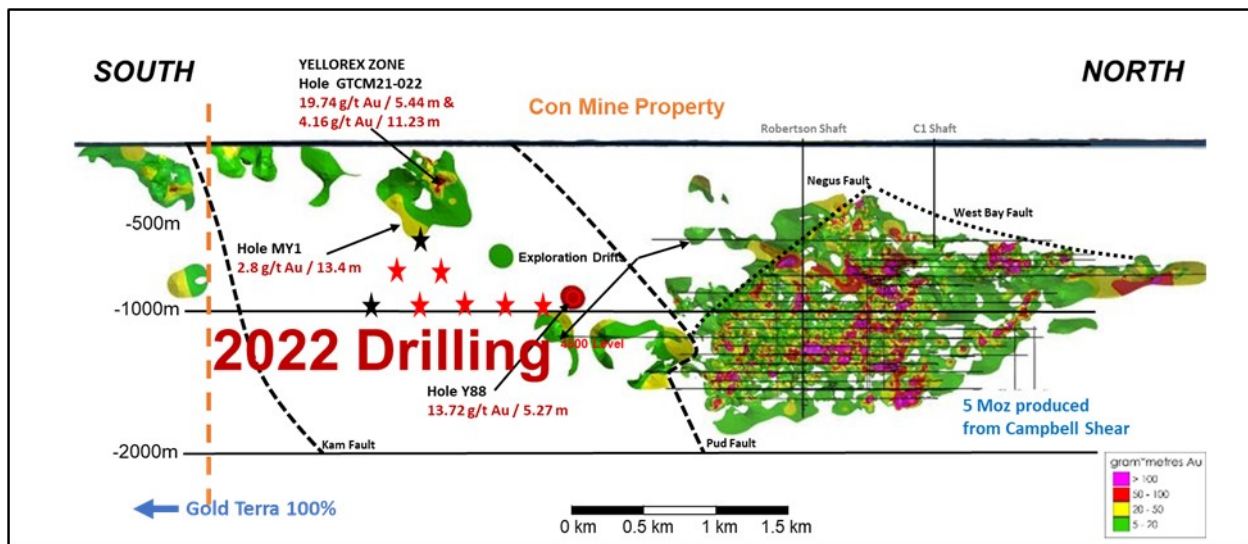 SOUTH
NORTH
YELLOREX ZONE
Hole GTCM21-022
19.74 g/t Au / 5.44 m &
4.16 g/t Au / 11.23 m
Con Mine Property
Robertson Shaft
C1 Shaft
Negus Fault
West Bay Fault
-500m
Hole MY1
2.8 g/t Au / 13.4 m
Exploration Drifts
-1000m
2022 Drilling
4900 Level
Hole Y88
13.72 g/t Au / 5.27 m
5 Moz produced
from Campbell Shear
Kam Fault
Pud Fault
-2000m
gram*metres Au
> 100
50 - 100
20 - 50
5 - 20
Gold Terra 100%
0 km
0.5 km
1 km
1.5 km